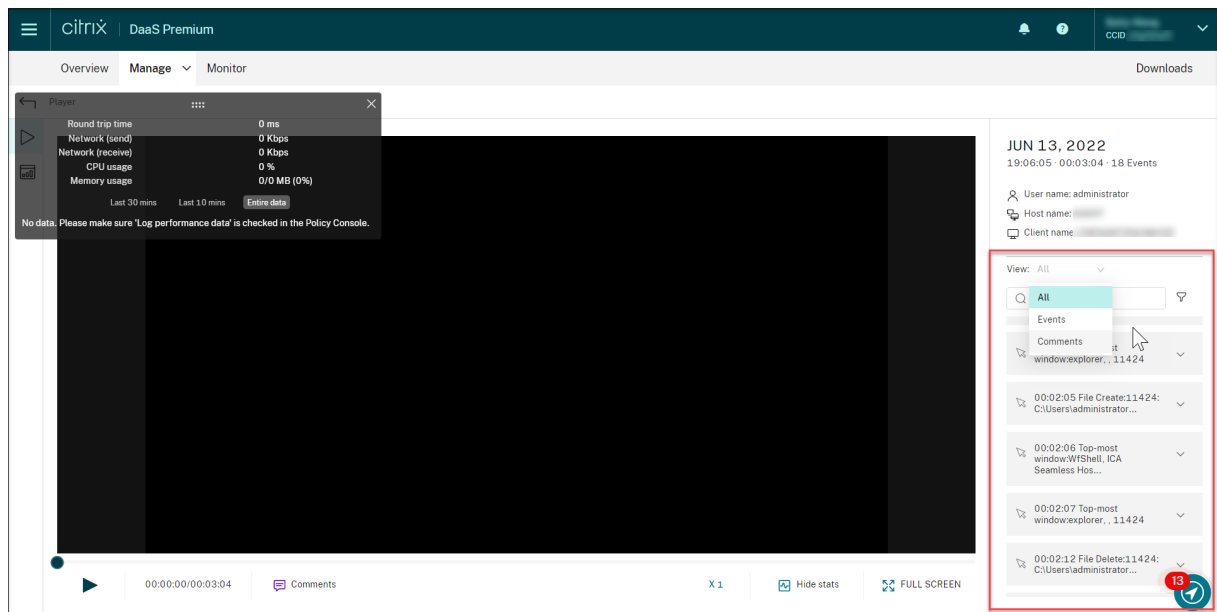 citrix DaaS Premium
CCID
Overview Manage Monitor Downloads
Player
Round trip time 0 ms
Network (send) 0 Kbps
Network (receive) 0 Kbps
CPU usage 0 %
Memory usage 0/0 MB (0%)
Last 30 mins Last 10 mins Entire data
No data. Please make sure 'Log performance data' is checked in the Policy Console.
JUN 13, 2022
19:06:05 · 00:03:04 · 18 Events
User name: administrator
Host name:
Client name
View: All
All
Events
Comments
st
window:explorer, , 11424
00:02:05 File Create:11424:
C:\Users\administrator...
00:02:06 Top-most
window:WfShell, ICA
Seamless Hos...
00:02:07 Top-most
window:explorer, , 11424
00:02:12 File Delete:11424:
C:\Users\administrator...
13
00:00:00/00:03:04 Comments X 1 Hide stats FULL SCREEN